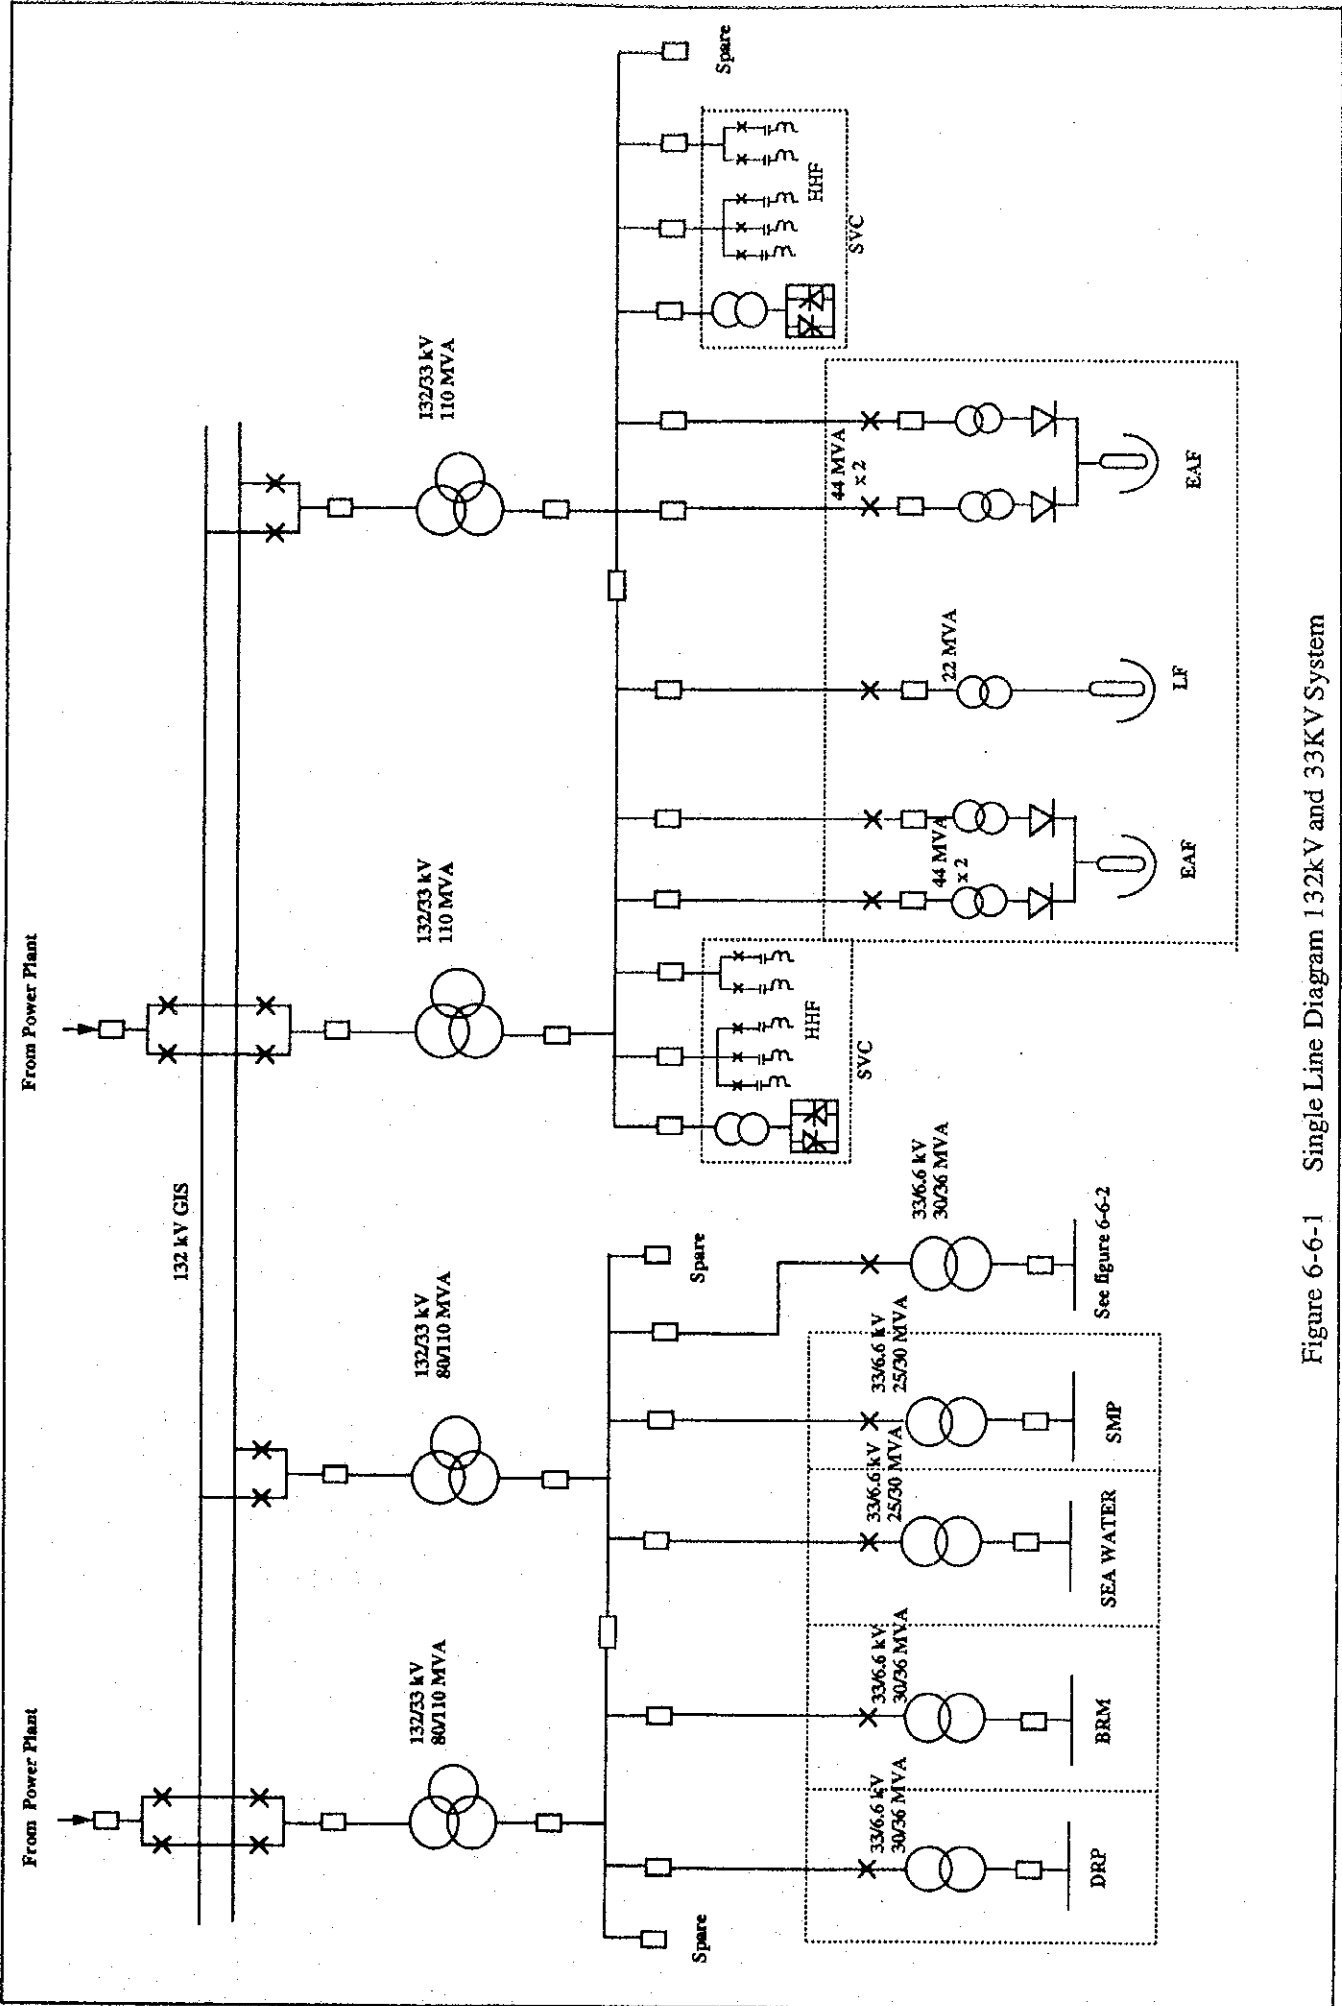 From Power Plant
From Power Plant
132 kV GIS
132/33 kV
80/110 MVA
132/33 kV
80/110 MVA
132/33 kV
110 MVA
132/33 kV
110 MVA
Spare
Spare
Spare
33/6.6 kV
30/36 MVA
33/6.6 kV
30/36 MVA
33/6.6 kV
25/30 MVA
33/6.6 kV
25/30 MVA
33/6.6 kV
30/36 MVA
DRP
BRM
SEA WATER
SMP
See figure 6-6-2
HHF
SVC
44 MVA
x 2
EAF
22 MVA
LF
44 MVA
x 2
EAF
HHF
SVC
Figure 6-6-1 Single Line Diagram 132kV and 33KV System